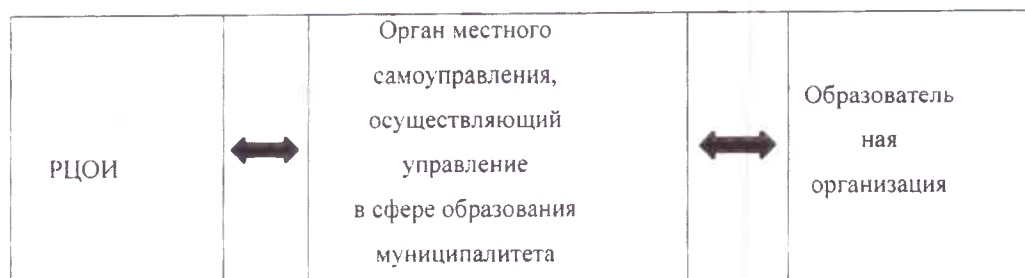 РЦОИ
Орган местного
самоуправления,
осуществляющий
управление
в сфере образования
муниципалитета
Образователь
ная
организация